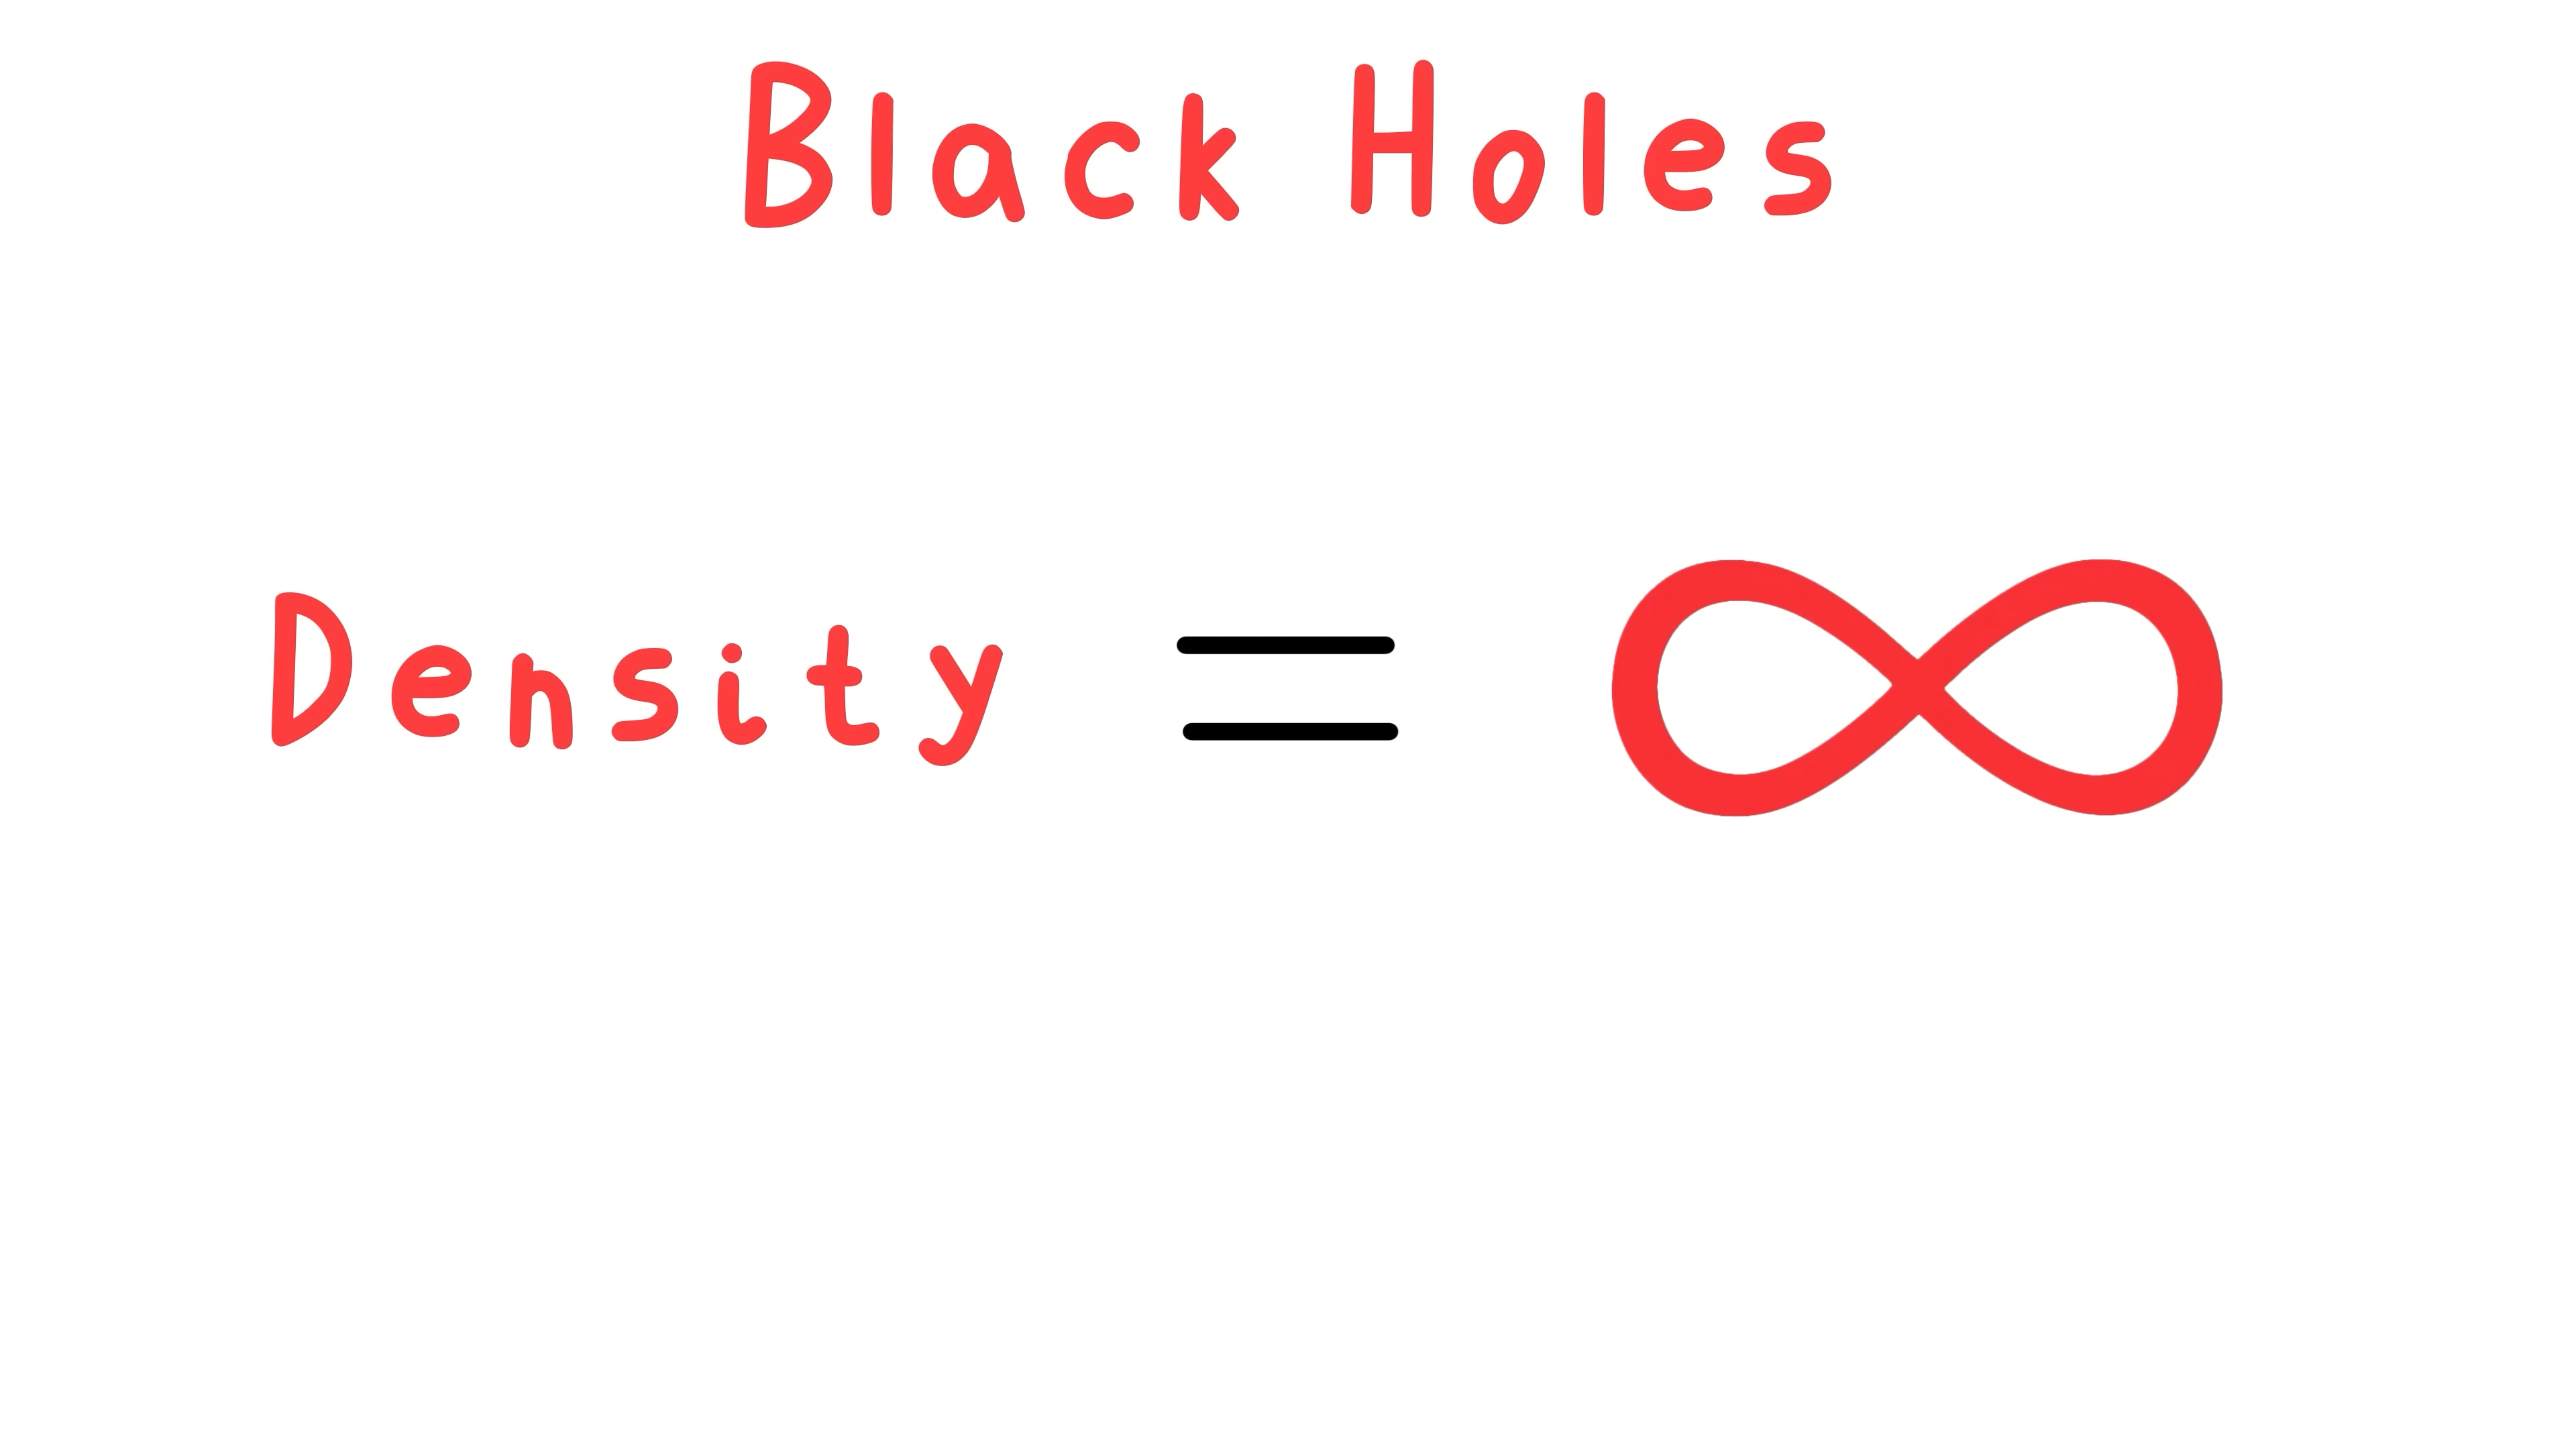 Black Holes
Density = ∞